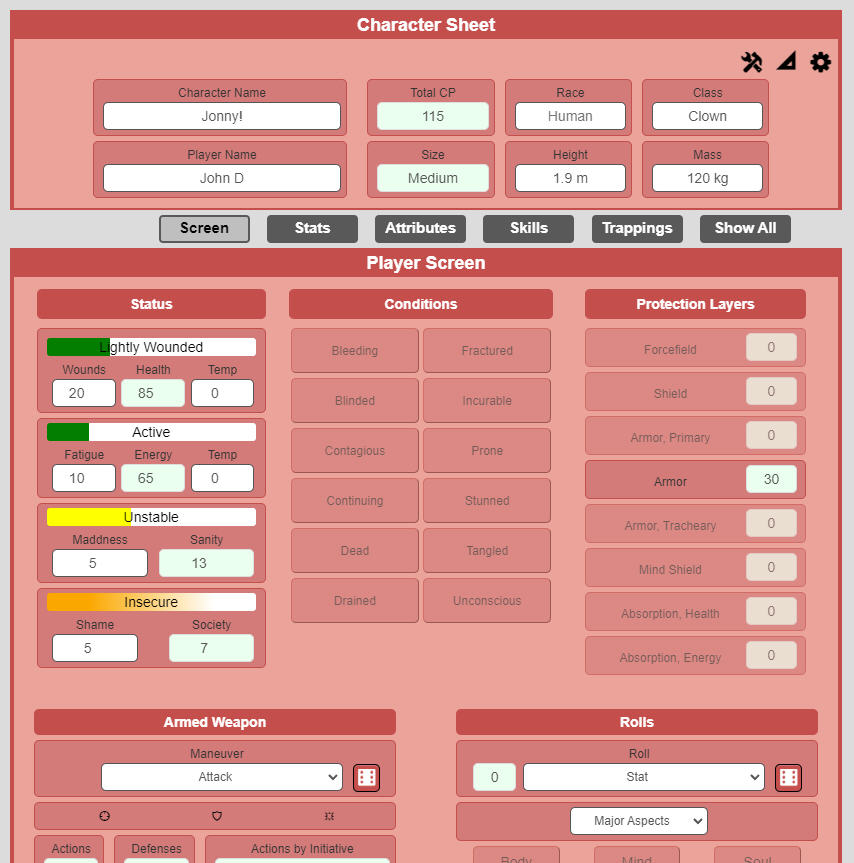 Character Sheet
Character Name Total CP Race Class
Jonny! 115 Human Clown
Player Name Size Height Mass
John D Medium 1.9 m 120 kg
Screen Stats Attributes Skills Trappings Show All
Player Screen
Status
Lightly Wounded
Wounds Health Temp
20 85 0
Active
Fatigue Energy Temp
10 65 0
Unstable
Maddness Sanity
5 13
Insecure
Shame Society
5 7
Conditions
Bleeding Fractured
Blinded Incurable
Contagious Prone
Continuing Stunned
Dead Tangled
Drained Unconscious
Protection Layers
Forcefield 0
Shield 0
Armor, Primary 0
Armor 30
Armor, Tracheary 0
Mind Shield 0
Absorption, Health 0
Absorption, Energy 0
Armed Weapon
Maneuver
Attack
Actions Defenses Actions by Initiative
Rolls
Roll
0 Stat
Major Aspects
Body Mind Soul